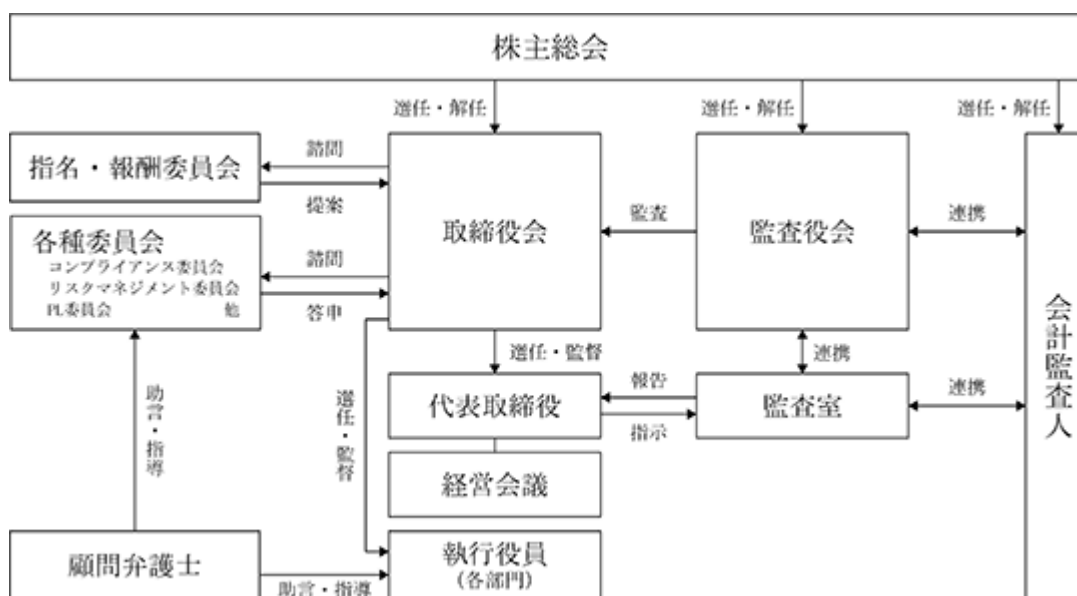 株主総会
選任・解任
選任・解任
選任・解任
指名・報酬委員会
諮問
提案
取締役会
監査
監査役会
連携
会計監査人
各種委員会
コンプライアンス委員会
リスクマネジメント委員会
PL委員会 他
諮問
答申
選任・監督
連携
助言・指導
選任・監督
代表取締役
報告
指示
監査室
連携
経営会議
顧問弁護士
助言・指導
執行役員
(各部門)